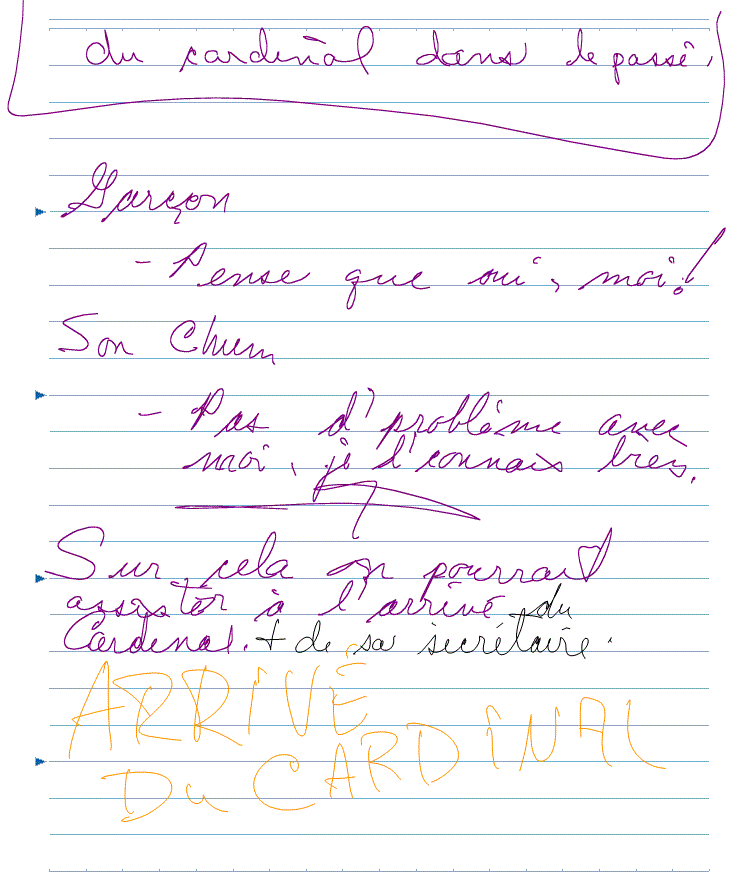 du cardinal dans le passé.
Garçon
- Pense que oui, moi!
Son Chum
- Pas d'problème avec
moi, je l'connais très.
Sur cela on pourrait
assister à l'arrivé du
Cardenal. + de sa secrétaire.
ARRIVÉ
Du CARDINAL